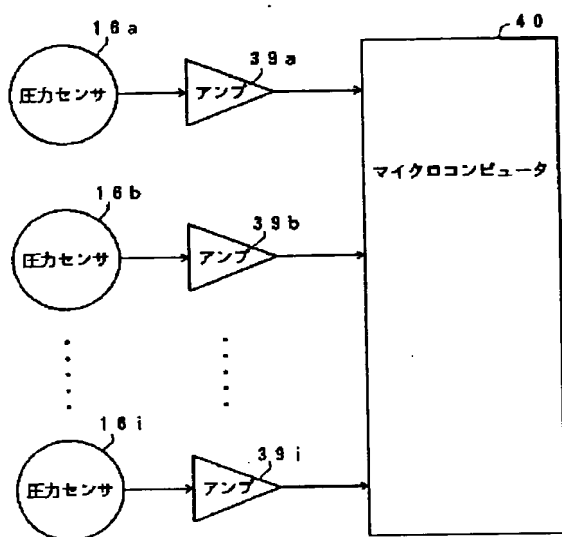 16a
39a
40
圧力センサ
アンプ
マイクロコンピュータ
16b
39b
圧力センサ
アンプ
16i
39i
圧力センサ
アンプ